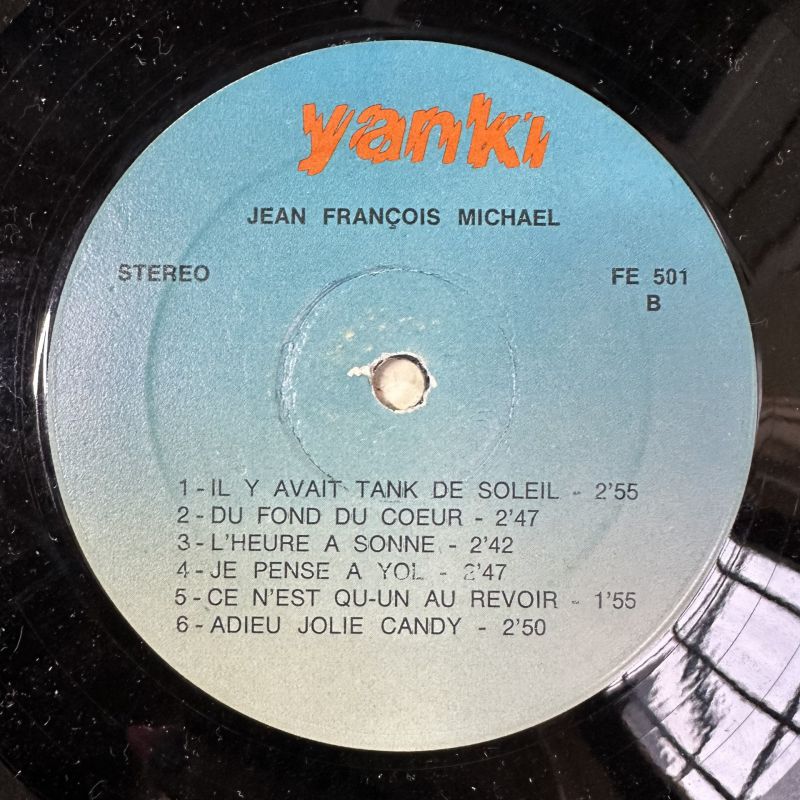 yanki
JEAN FRANÇOIS MICHAEL
STEREO
FE 501
B
1-IL Y AVAIT TANK DE SOLEIL - 2'55
2-DU FOND DU COEUR - 2'47
3-L'HEURE A SONNE - 2'42
4-JE PENSE A YOL - 2'47
5-CE N'EST QU-UN AU REVOIR - 1'55
6-ADIEU JOLIE CANDY - 2'50